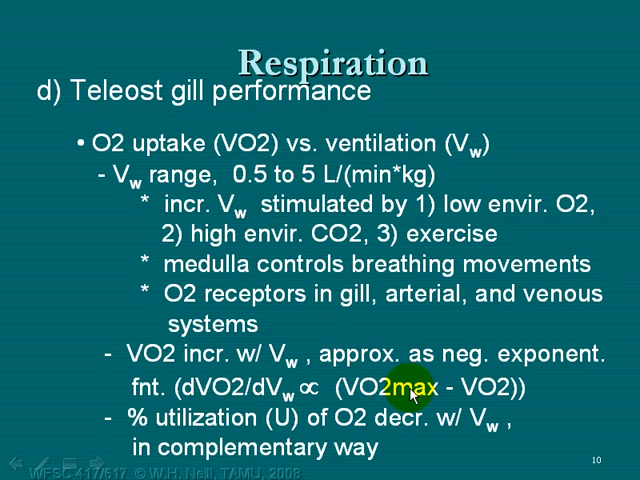 Respiration
d) Teleost gill performance
• O2 uptake (VO2) vs. ventilation (Vw)
- Vw range, 0.5 to 5 L/(min*kg)
* incr. Vw stimulated by 1) low envir. O2,
2) high envir. CO2, 3) exercise
* medulla controls breathing movements
* O2 receptors in gill, arterial, and venous
systems
- VO2 incr. w/ Vw , approx. as neg. exponent.
fnt. (dVO2/dVw ∝ (VO2max - VO2))
- % utilization (U) of O2 decr. w/ Vw ,
in complementary way
10
WFSC 417/617 © W.H. Neill, TAMU, 2008